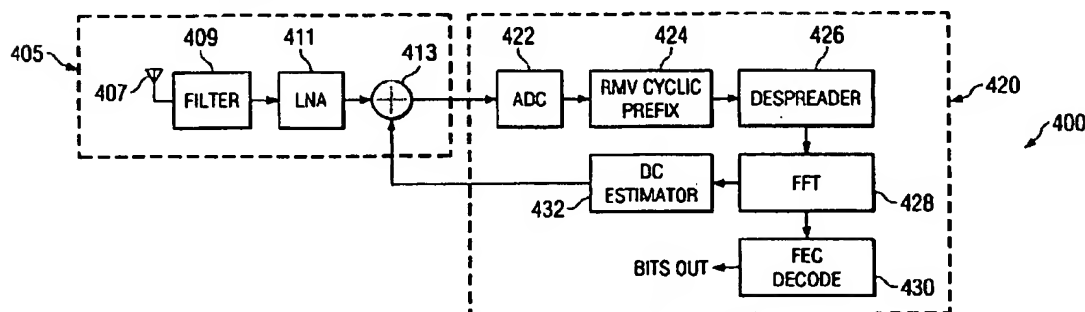 409
411
413
422
424
426
405
407
FILTER
LNA
ADC
RMV CYCLIC
PREFIX
DESPREADER
420
400
DC
ESTIMATOR
432
FFT
428
BITS OUT
FEC
DECODE
430